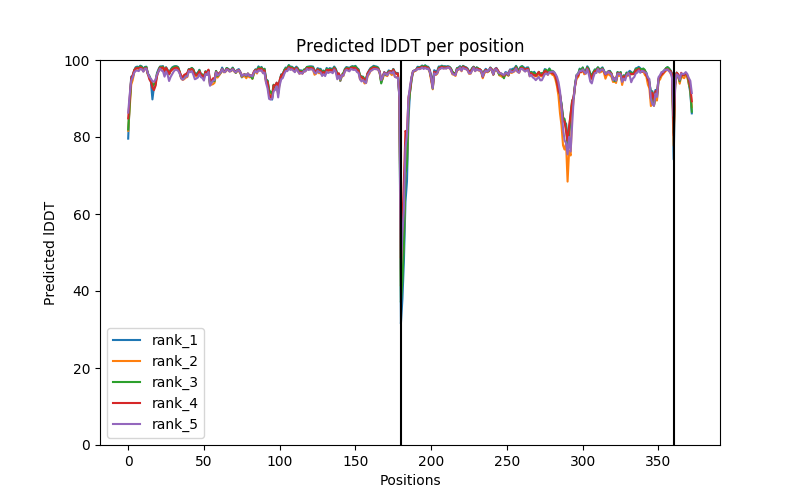 Predicted lDDT per position
100
80
60
40
20
0
Predicted lDDT
rank_1
rank_2
rank_3
rank_4
rank_5
0 50 100 150 200 250 300 350
Positions